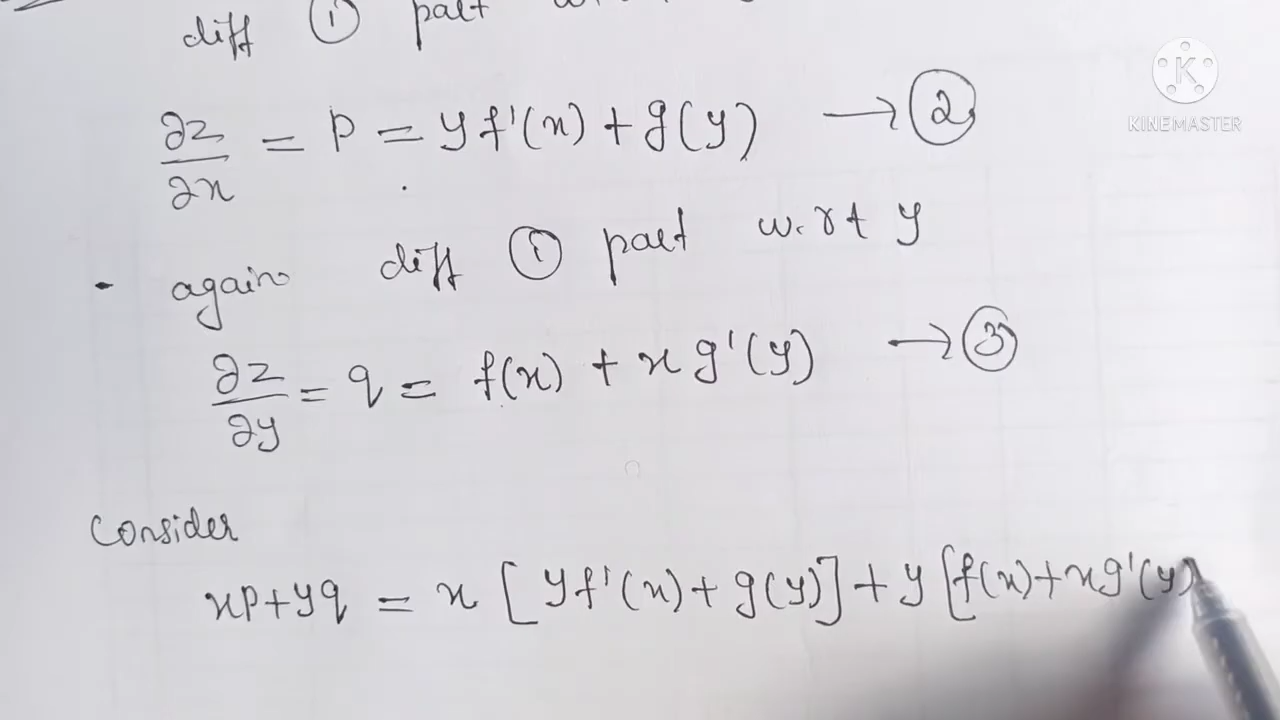 diff ① part w.r.t
∂z/∂x = p = y f'(x) + g(y) → ②
KINEMASTER
- again diff ① part w.r.t y
∂z/∂y = q = f(x) + x g'(y) → ③
Consider
xp+yq = x [ y f'(x) + g(y) ] + y [ f(x) + x g'(y)